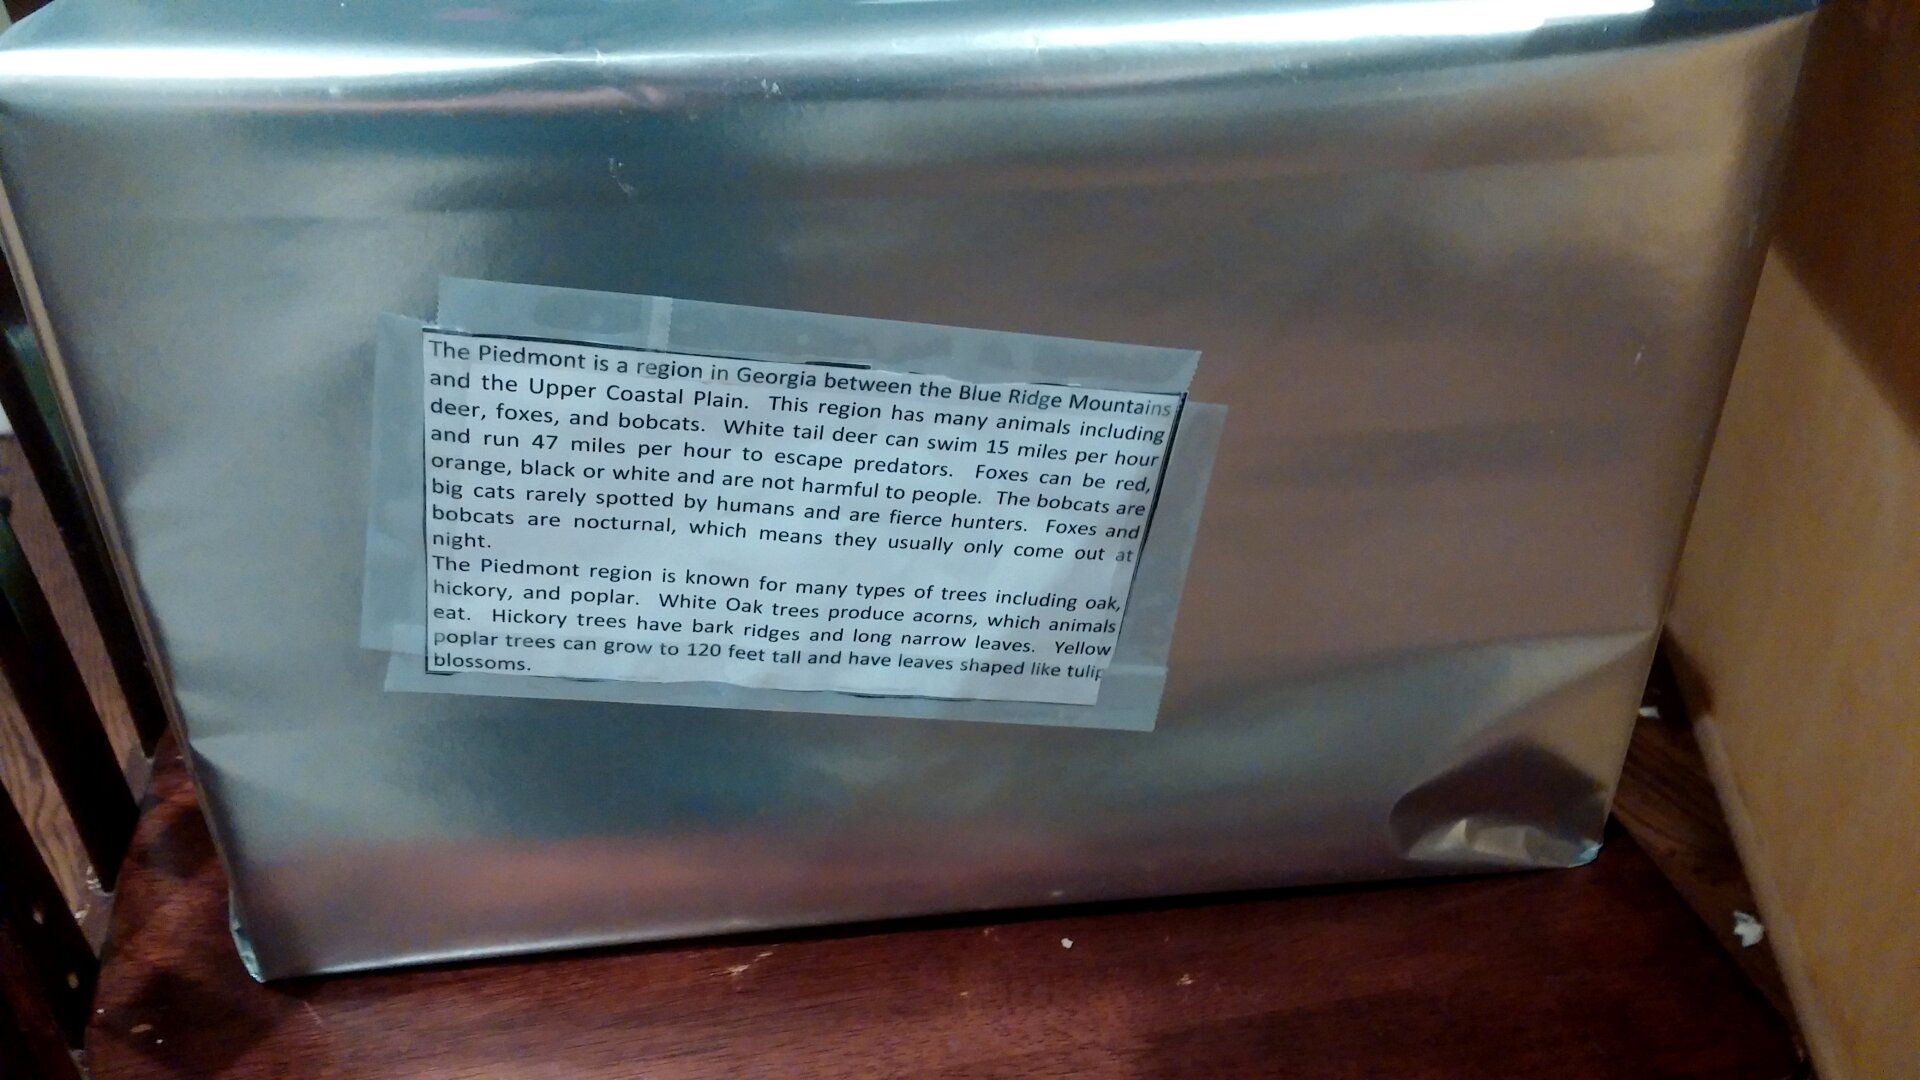 The Piedmont is a region in Georgia between the Blue Ridge Mountains
and the Upper Coastal Plain. This region has many animals including
deer, foxes, and bobcats. White tail deer can swim 15 miles per hour
and run 47 miles per hour to escape predators. Foxes can be red,
orange, black or white and are not harmful to people. The bobcats are
big cats rarely spotted by humans and are fierce hunters. Foxes and
bobcats are nocturnal, which means they usually only come out at
night.
The Piedmont region is known for many types of trees including oak,
hickory, and poplar. White Oak trees produce acorns, which animals
eat. Hickory trees have bark ridges and long narrow leaves. Yellow
poplar trees can grow to 120 feet tall and have leaves shaped like tulip
blossoms.